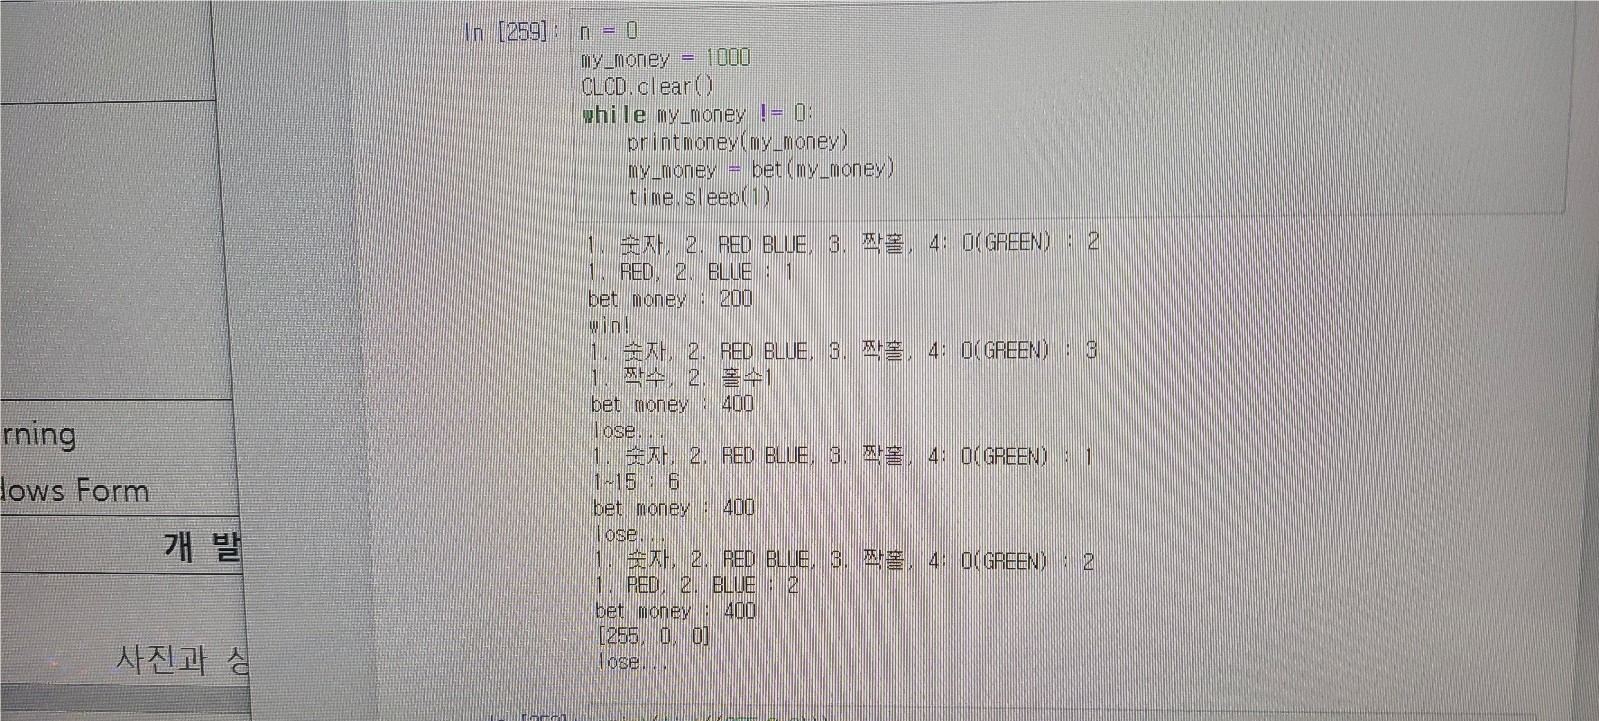 In [259]: n = 0
my_money = 1000
CLCD.clear()
while my_money != 0:
printmoney(my_money)
my_money = bet(my_money)
time.sleep(1)
1. 숫자, 2. RED BLUE, 3. 짝홀, 4: 0(GREEN) : 2
1. RED, 2. BLUE : 1
bet money : 200
win!
1. 숫자, 2. RED BLUE, 3. 짝홀, 4: 0(GREEN) : 3
1. 짝수, 2. 홀수1
bet money : 400
lose...
1. 숫자, 2. RED BLUE, 3. 짝홀, 4: 0(GREEN) : 1
1~15 : 6
bet money : 400
lose...
1. 숫자, 2. RED BLUE, 3. 짝홀, 4: 0(GREEN) : 2
1. RED, 2. BLUE : 2
bet money : 400
[255, 0, 0]
lose...
rning
lows Form
개 발
사진과